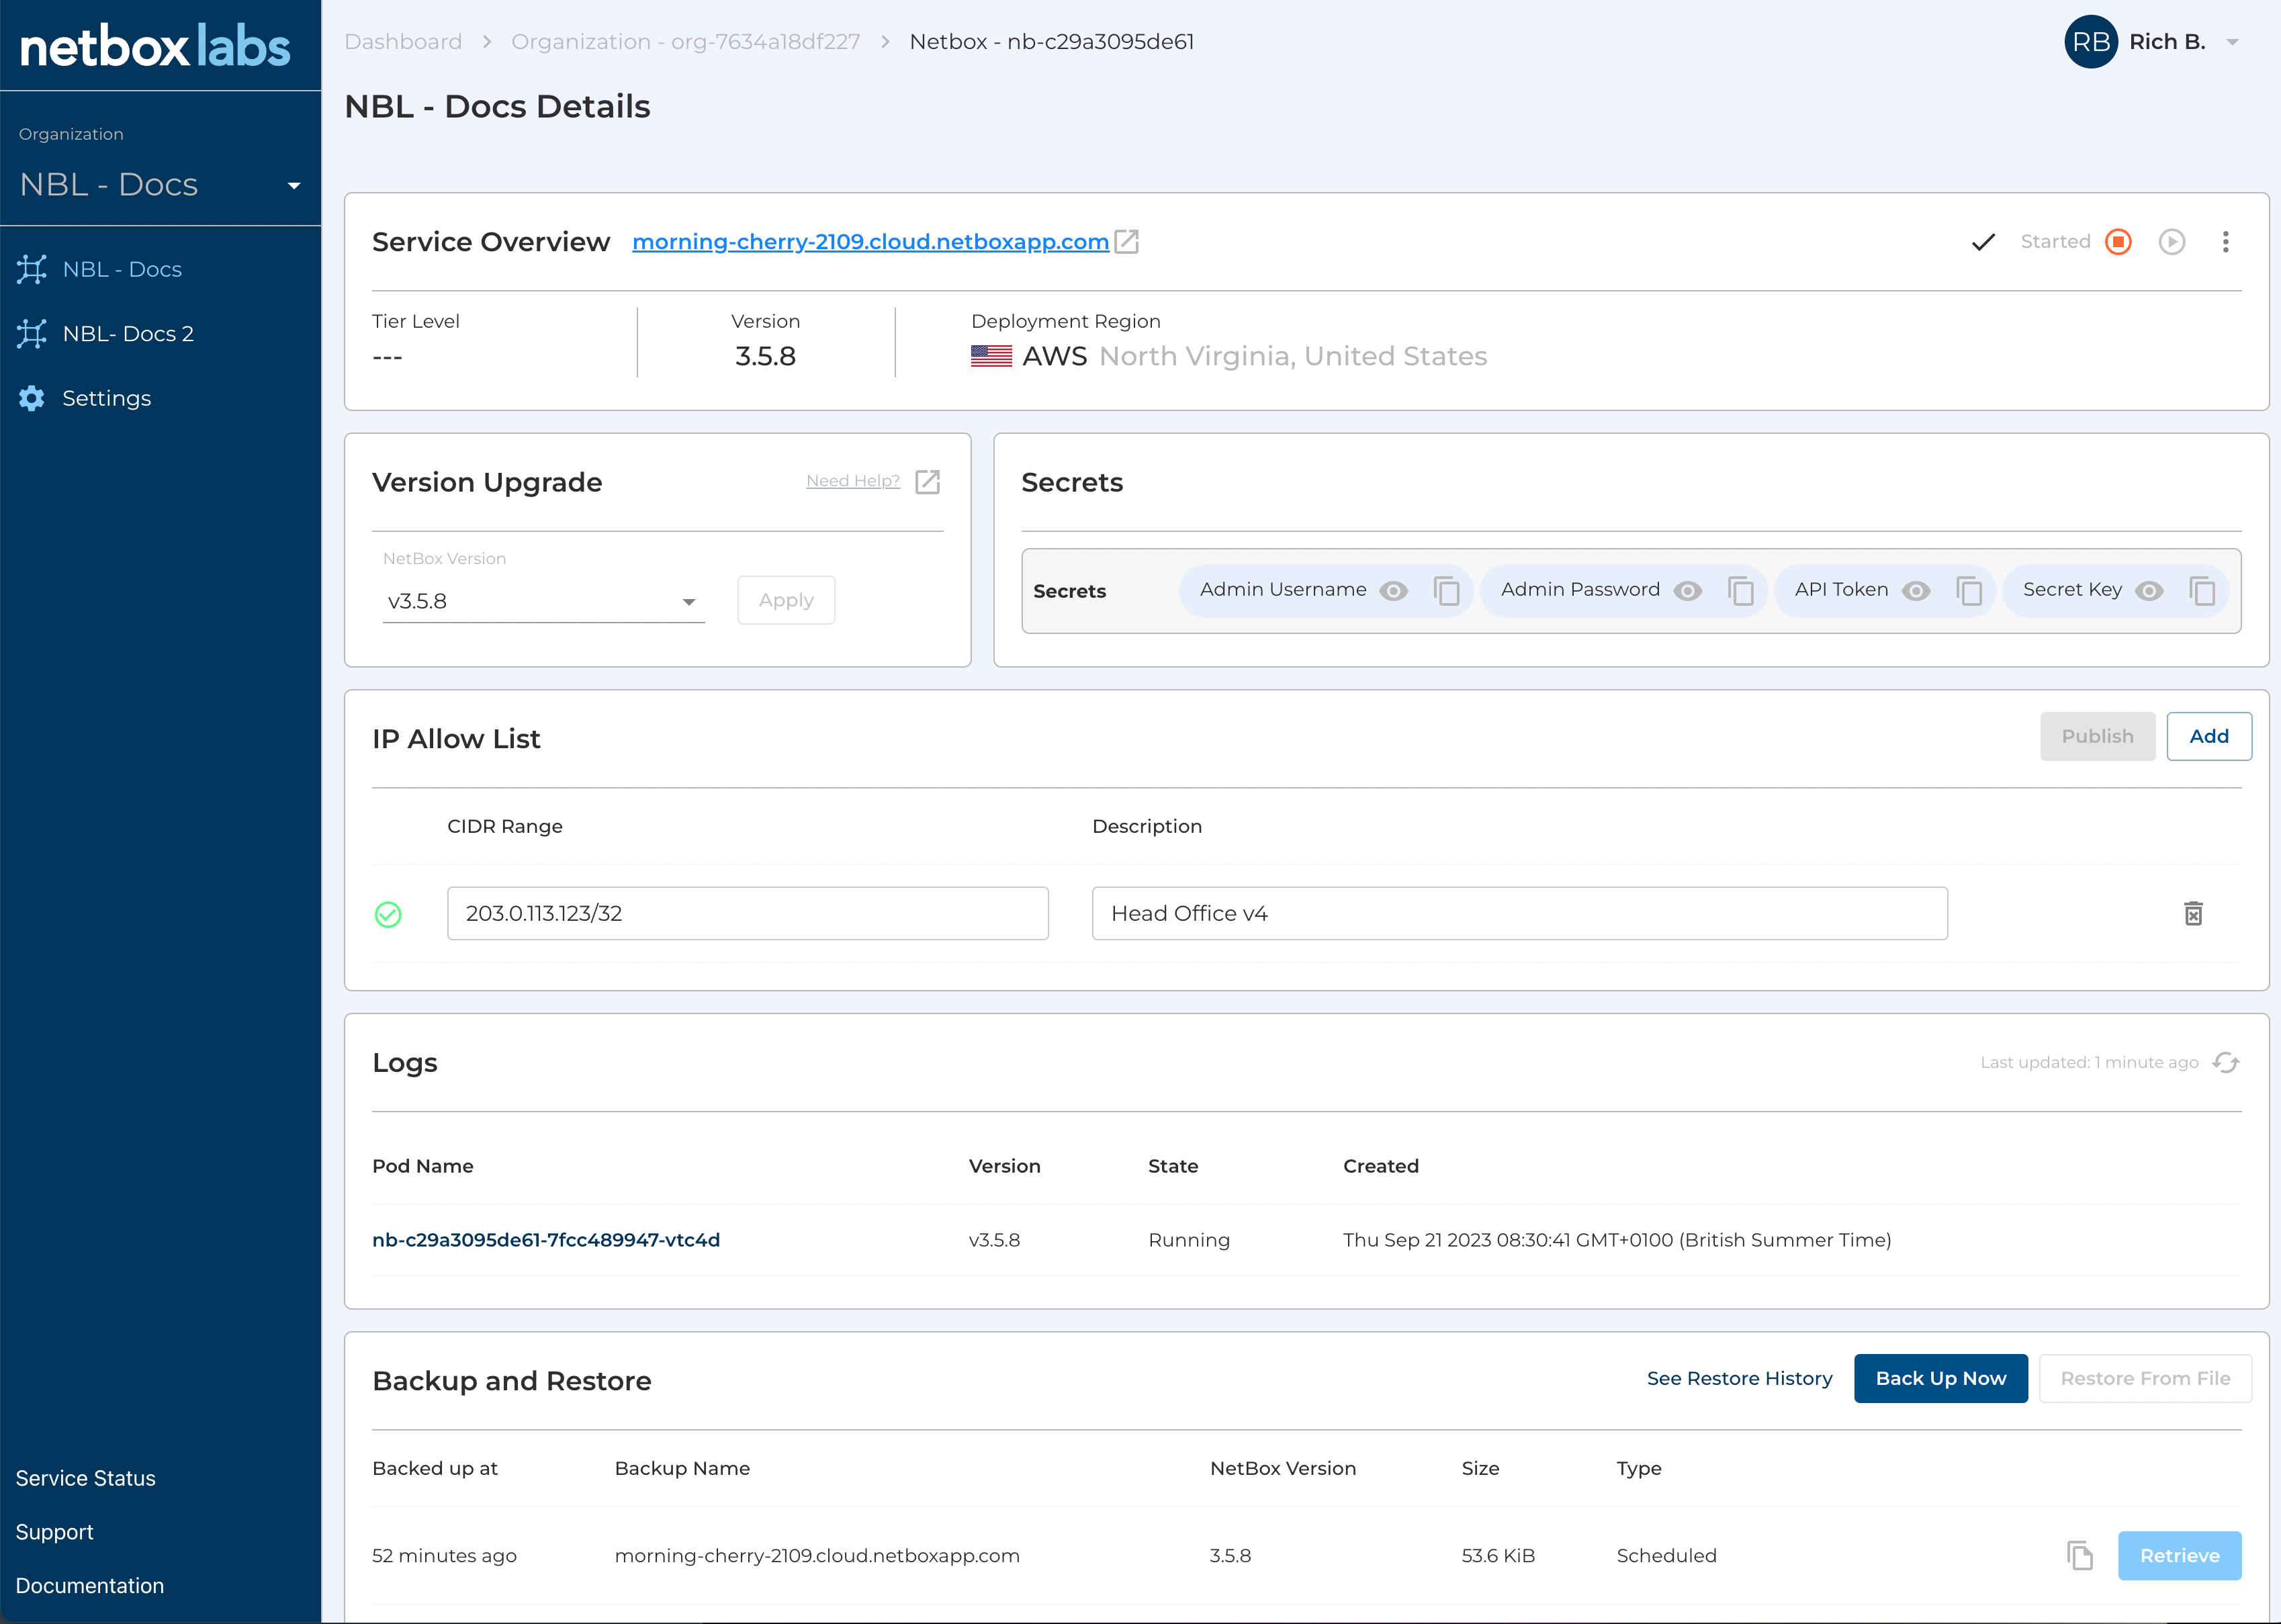 netboxlabs
Dashboard > Organization - org-7634a18df227 > Netbox - nb-c29a3095de61
RB Rich B.
NBL - Docs Details
Organization
NBL - Docs
NBL - Docs
NBL- Docs 2
Settings
Service Status
Support
Documentation
Service Overview morning-cherry-2109.cloud.netboxapp.com Started
Tier Level Version Deployment Region
--- 3.5.8 AWS North Virginia, United States
Version Upgrade Need Help?
NetBox Version
v3.5.8 Apply
Secrets
Secrets Admin Username Admin Password API Token Secret Key
IP Allow List Publish Add
CIDR Range Description
203.0.113.123/32 Head Office v4
Logs Last updated: 1 minute ago
Pod Name Version State Created
nb-c29a3095de61-7fcc489947-vtc4d v3.5.8 Running Thu Sep 21 2023 08:30:41 GMT+0100 (British Summer Time)
Backup and Restore See Restore History Back Up Now Restore From File
Backed up at Backup Name NetBox Version Size Type
52 minutes ago morning-cherry-2109.cloud.netboxapp.com 3.5.8 53.6 KiB Scheduled Retrieve